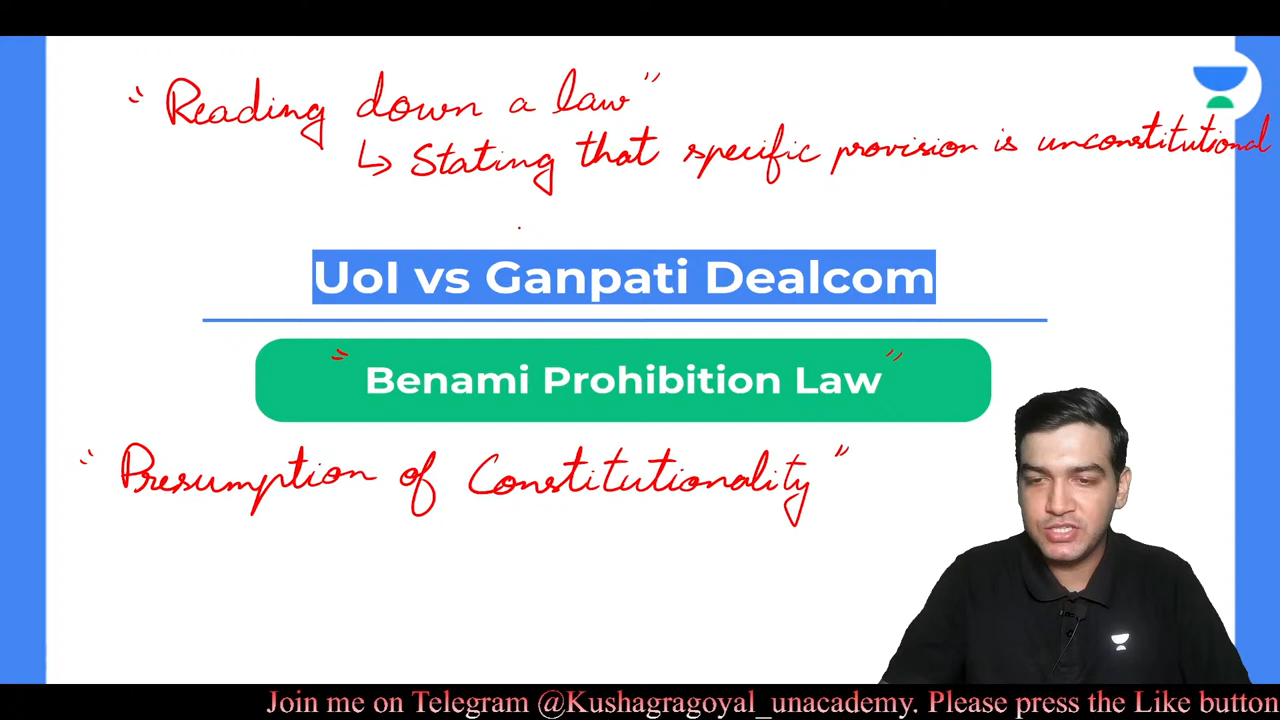 "Reading down a law"
↳ Stating that specific provision is unconstitutional
UoI vs Ganpati Dealcom
" Benami Prohibition Law "
"Presumption of Constitutionality"
Join me on Telegram @Kushagragoyal_unacademy. Please press the Like button